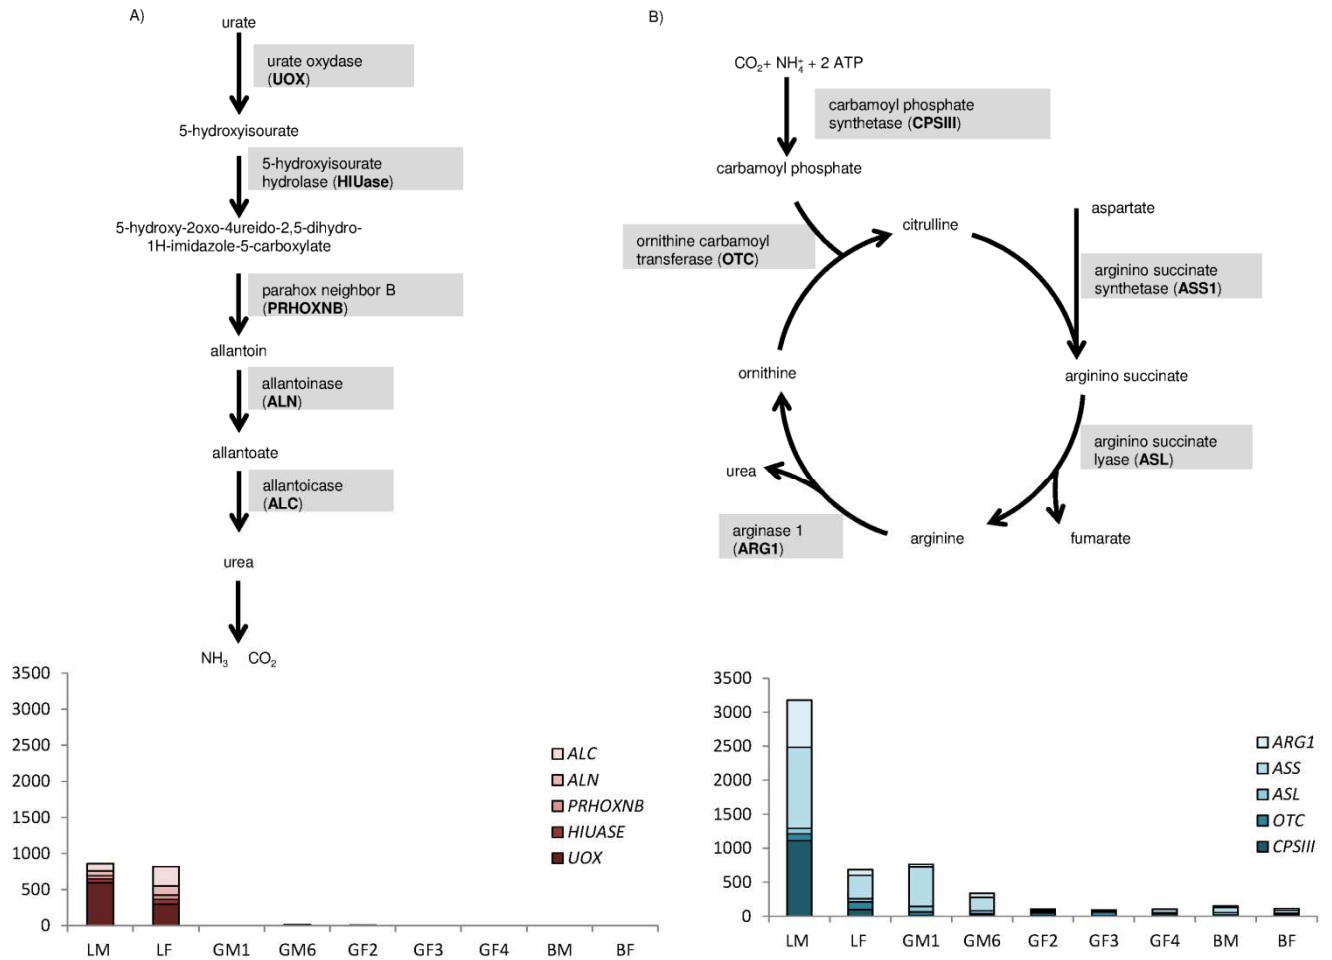 A)
urate
urate oxydase
(UOX)
5-hydroxyisourate
5-hydroxyisourate
hydrolase (HIUase)
5-hydroxy-2oxo-4ureido-2,5-dihydro-
1H-imidazole-5-carboxylate
parahox neighbor B
(PRHOXNB)
allantoin
allantoinase
(ALN)
allantoate
allantoicase
(ALC)
urea
NH₃ CO₂
B)
CO₂+ NH₄⁺ + 2 ATP
carbamoyl phosphate
synthetase (CPSIII)
carbamoyl phosphate
aspartate
citrulline
ornithine carbamoyl
transferase (OTC)
arginino succinate
synthetase (ASS1)
ornithine
arginino succinate
arginino succinate
lyase (ASL)
urea
arginase 1
(ARG1)
arginine
fumarate
3500
3000
2500
2000
1500
1000
500
0
ALC
ALN
PRHOXNB
HIUASE
UOX
LM LF GM1 GM6 GF2 GF3 GF4 BM BF
3500
3000
2500
2000
1500
1000
500
0
ARG1
ASS
ASL
OTC
CPSIII
LM LF GM1 GM6 GF2 GF3 GF4 BM BF